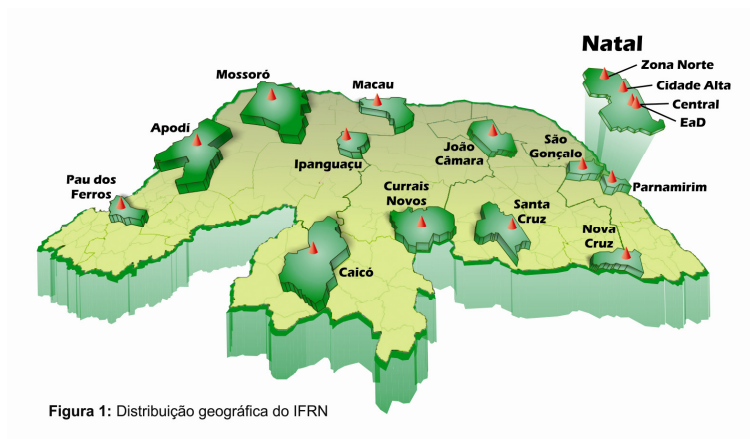 Natal
Zona Norte
Cidade Alta
Central
EaD
Mossoró
Macau
Apodí
Ipanguaçu
João
Câmara
São
Gonçalo
Parnamirim
Pau dos
Ferros
Currais
Novos
Santa
Cruz
Nova
Cruz
Caicó
Figura 1: Distribuição geográfica do IFRN